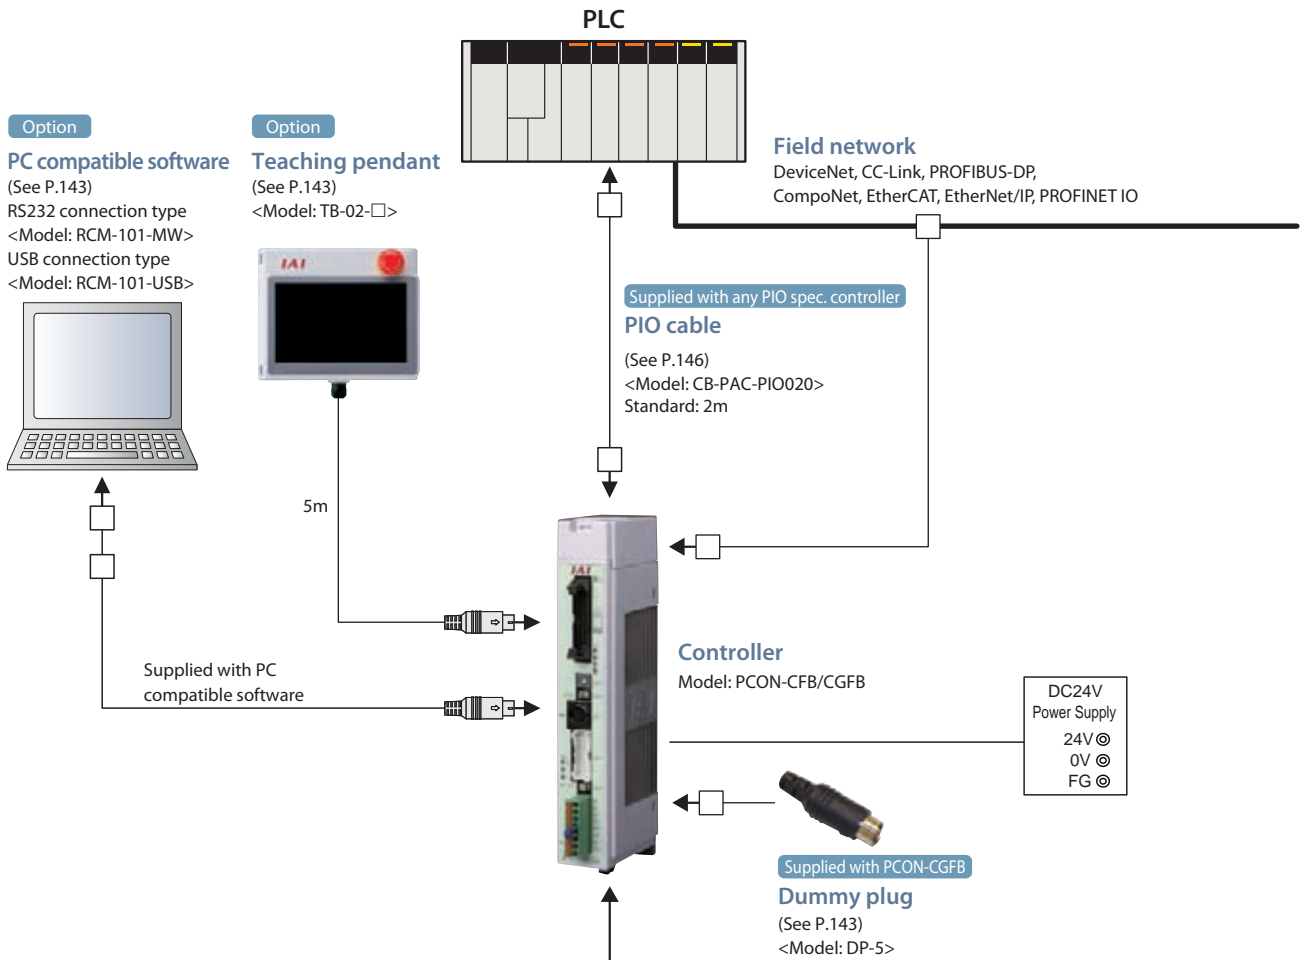 PLC
Option
PC compatible software
(See P.143)
RS232 connection type
<Model: RCM-101-MW>
USB connection type
<Model: RCM-101-USB>
Option
Teaching pendant
(See P.143)
<Model: TB-02-□>
IAI
Field network
DeviceNet, CC-Link, PROFIBUS-DP,
CompoNet, EtherCAT, EtherNet/IP, PROFINET IO
Supplied with any PIO spec. controller
PIO cable
(See P.146)
<Model: CB-PAC-PIO020>
Standard: 2m
5m
IAI
Supplied with PC
compatible software
Controller
Model: PCON-CFB/CGFB
DC24V
Power Supply
24V
0V
FG
Supplied with PCON-CGFB
Dummy plug
(See P.143)
<Model: DP-5>